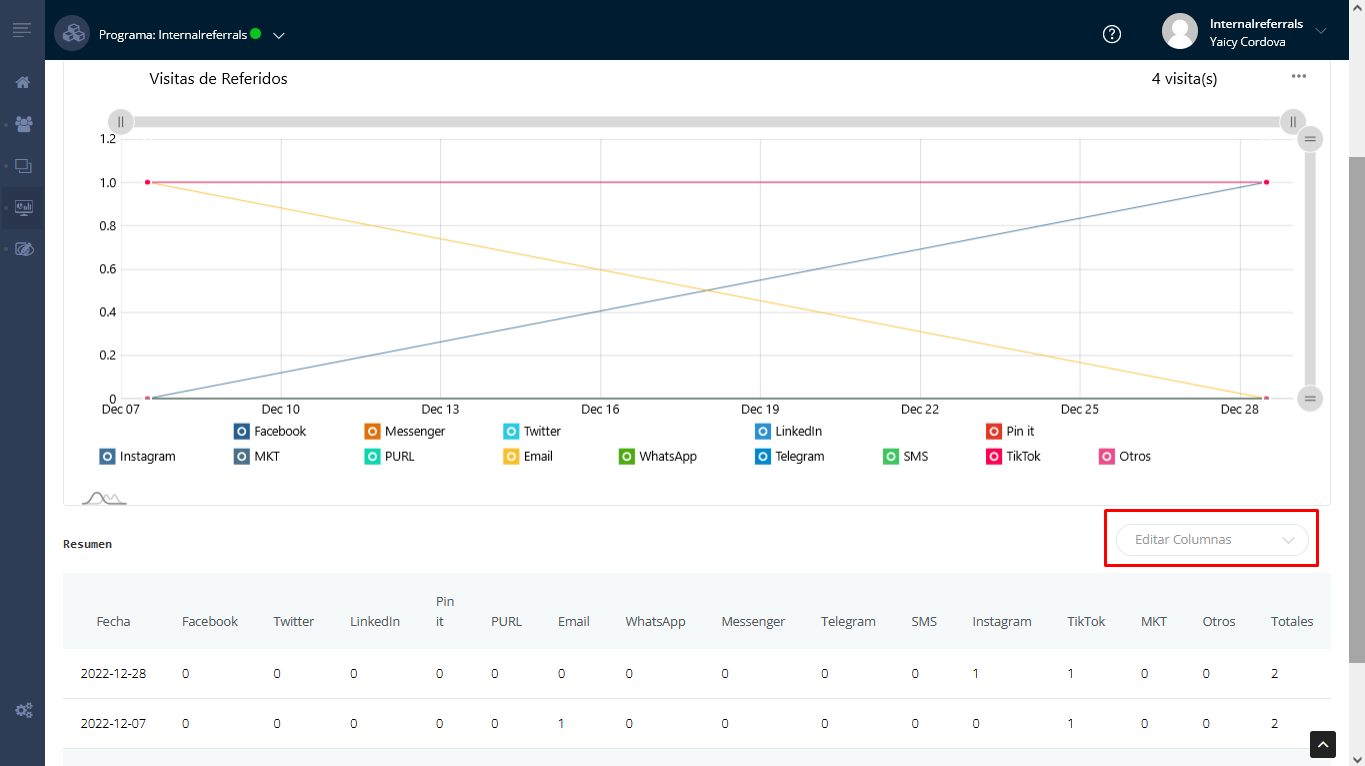 Programa: Internalreferrals
Internalreferrals
Yaicy Cordova
Visitas de Referidos
4 visita(s)
1.2
1.0
0.8
0.6
0.4
0.2
0
Dec 07 Dec 10 Dec 13 Dec 16 Dec 19 Dec 22 Dec 25 Dec 28
Facebook Messenger Twitter LinkedIn Pin it
Instagram MKT PURL Email WhatsApp Telegram SMS TikTok Otros
Editar Columnas
Resumen
Fecha Facebook Twitter LinkedIn Pin it PURL Email WhatsApp Messenger Telegram SMS Instagram TikTok MKT Otros Totales
2022-12-28 0 0 0 0 0 0 0 0 0 0 1 1 0 0 2
2022-12-07 0 0 0 0 0 1 0 0 0 0 0 1 0 0 2